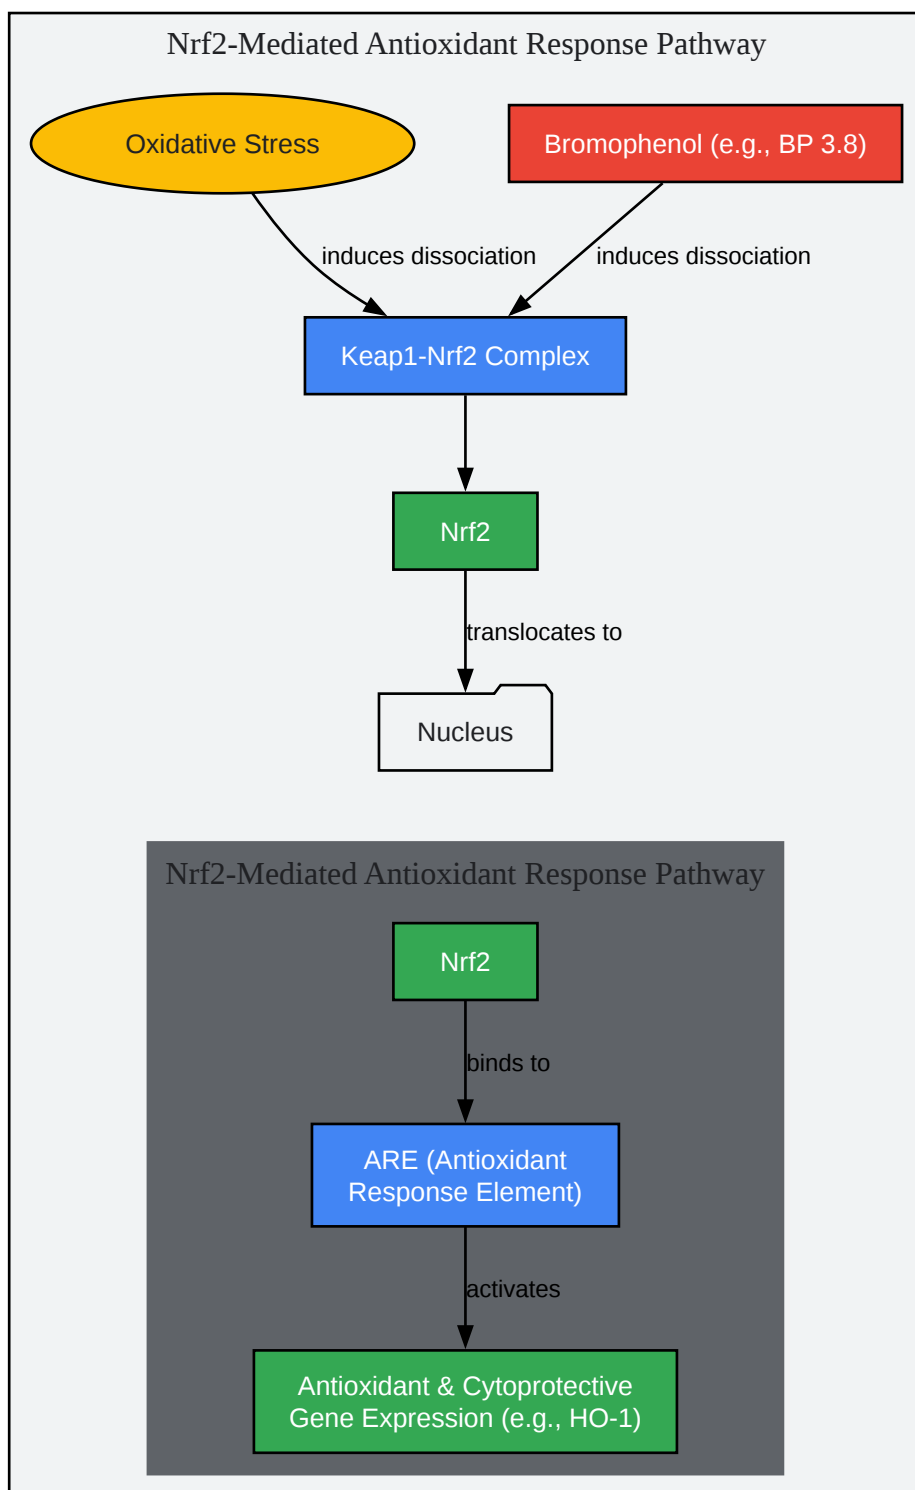 Nrf2-Mediated Antioxidant Response Pathway
Oxidative Stress
Bromophenol (e.g., BP 3.8)
induces dissociation
induces dissociation
Keap1-Nrf2 Complex
Nrf2
translocates to
Nucleus
Nrf2-Mediated Antioxidant Response Pathway
Nrf2
binds to
ARE (Antioxidant
Response Element)
activates
Antioxidant & Cytoprotective
Gene Expression (e.g., HO-1)